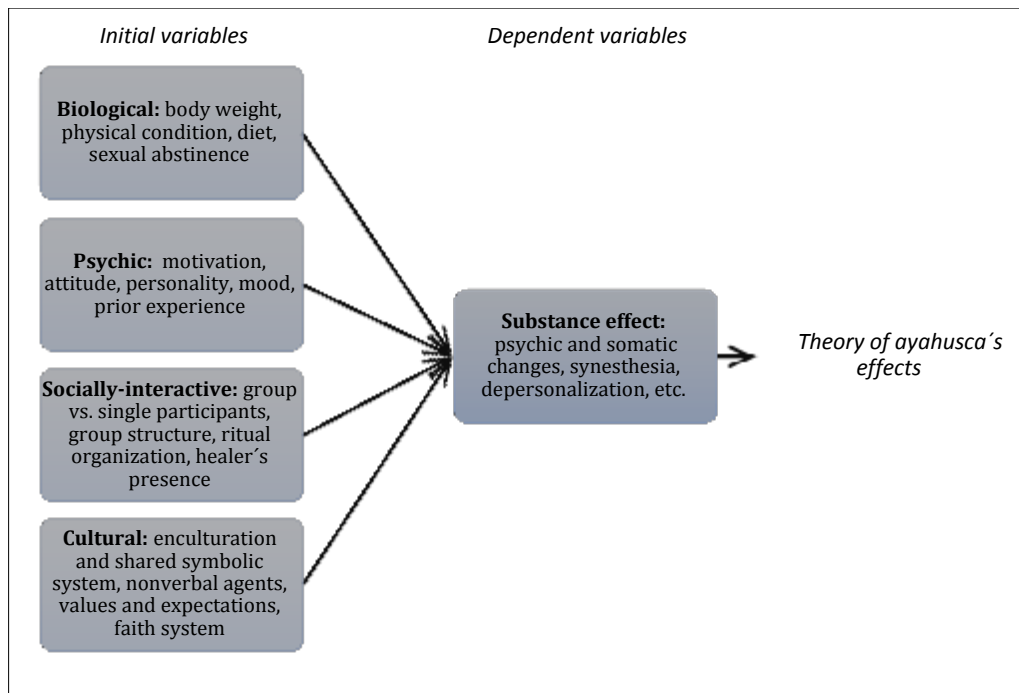 Initial variables
Dependent variables
Biological: body weight,
physical condition, diet,
sexual abstinence
Psychic:  motivation,
attitude, personality, mood,
prior experience
Socially-interactive: group
vs. single participants,
group structure, ritual
organization, healer´s
presence
Cultural: enculturation
and shared symbolic
system, nonverbal agents,
values and expectations,
faith system
Substance effect:
psychic and somatic
changes, synesthesia,
depersonalization, etc.
Theory of ayahusca´s
effects